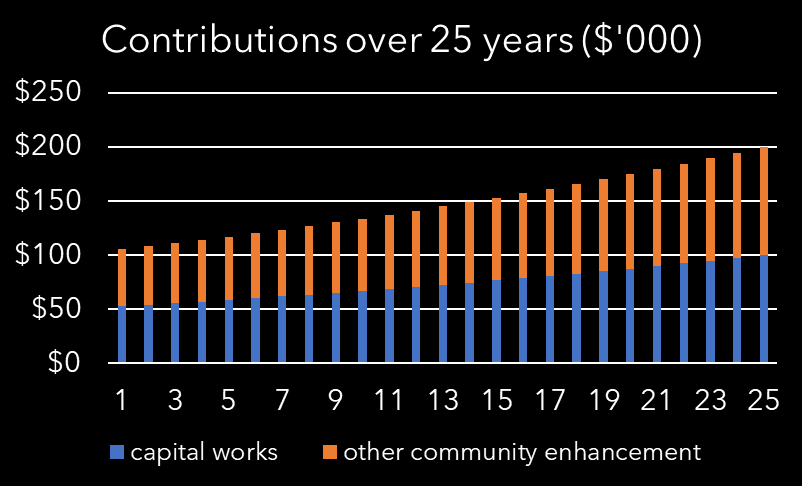 Contributions over 25 years ($'000)
$250
$200
$150
$100
$50
$0
1 3 5 7 9 11 13 15 17 19 21 23 25
capital works other community enhancement